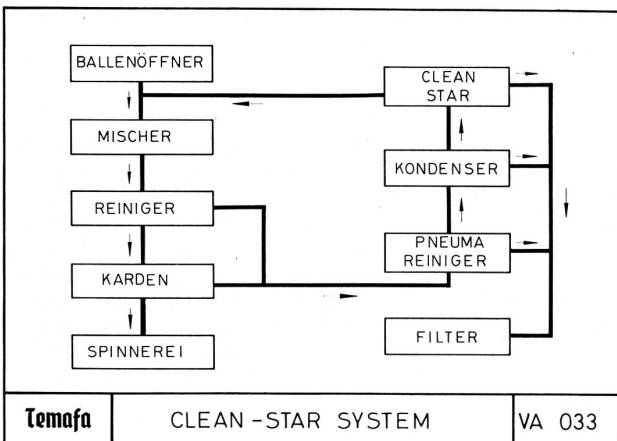 BALLENÖFFNER
MISCHER
REINIGER
KARDEN
SPINNEREI
CLEAN
STAR
KONDENSER
PNEUMA
REINIGER
FILTER
Temafa
CLEAN-STAR SYSTEM
VA 033